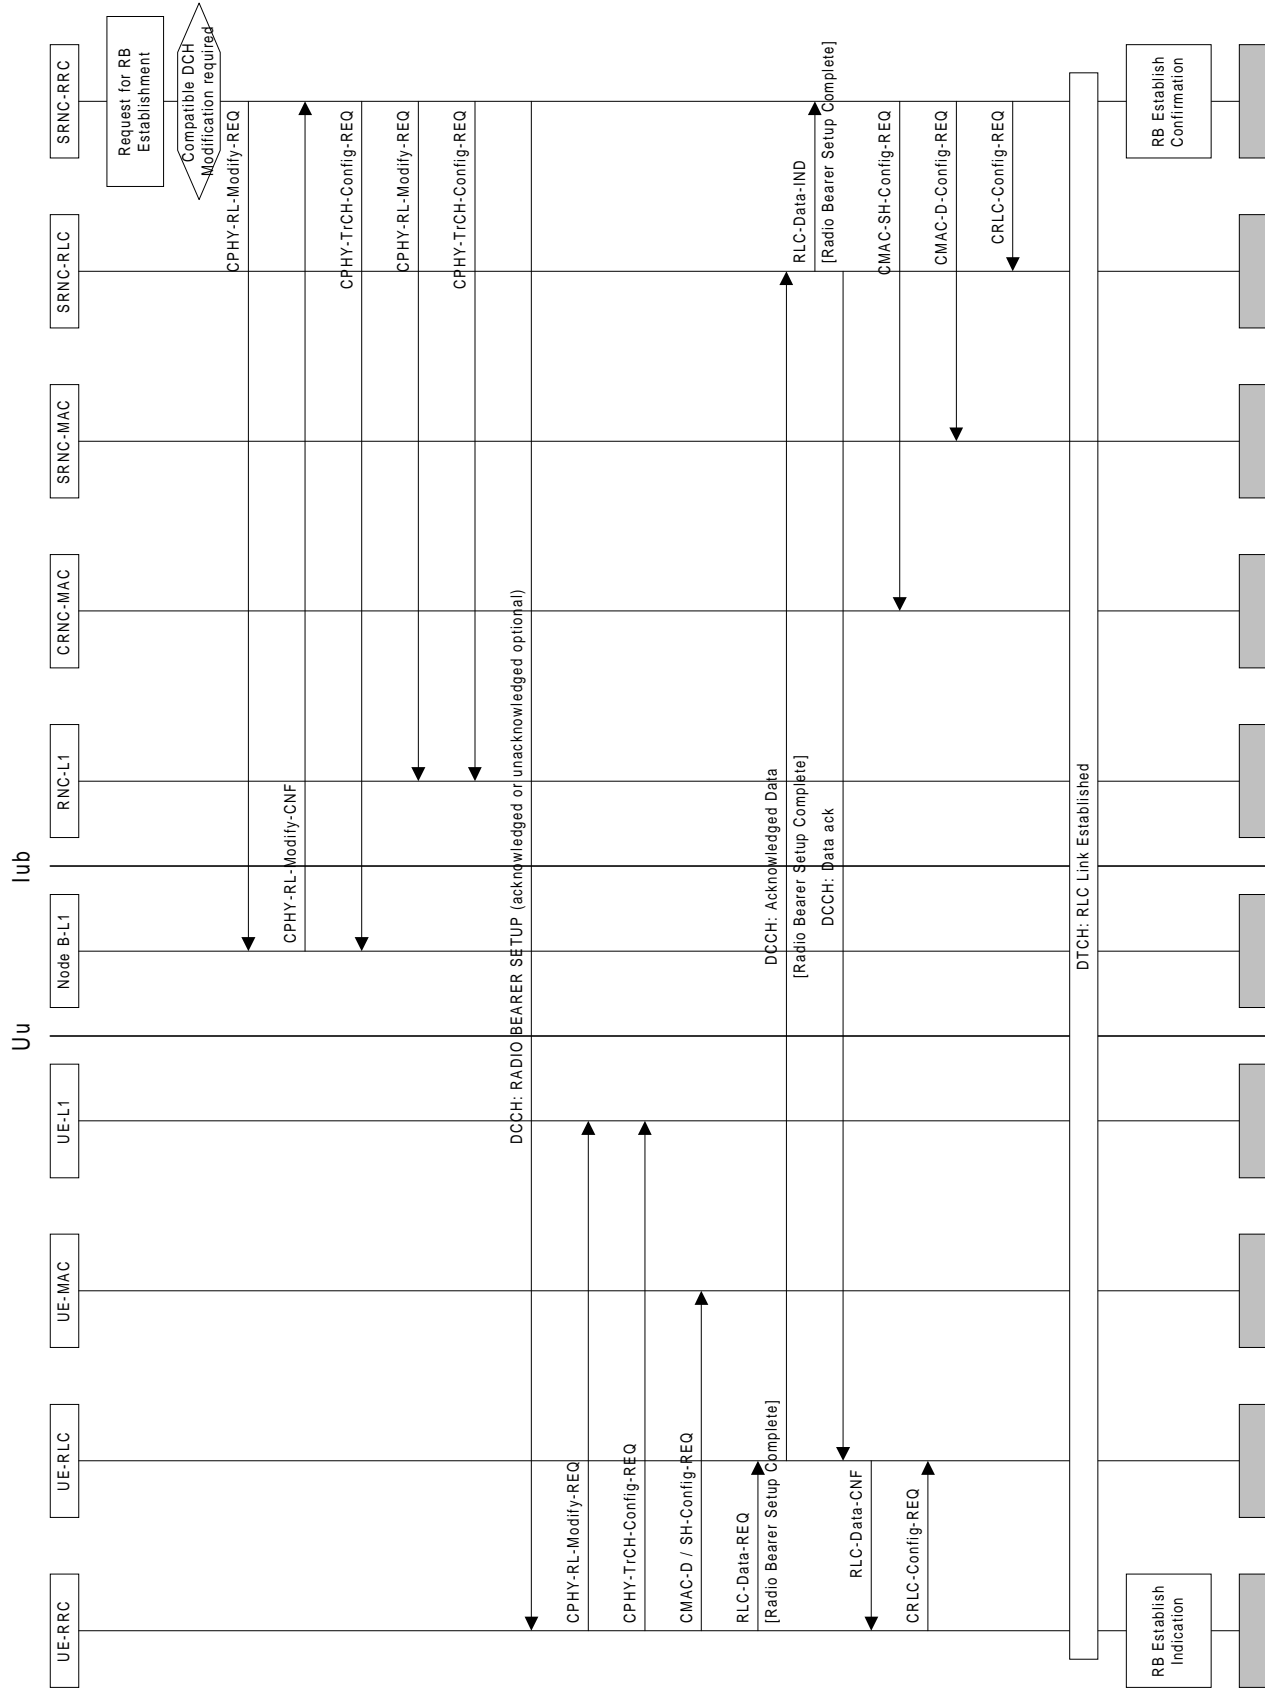 Uu
Iub
UE-RRC
UE-RLC
UE-MAC
UE-L1
Node B-L1
RNC-L1
CRNC-MAC
SRNC-MAC
SRNC-RLC
SRNC-RRC
Request for RB
Establishment
Compatible DCH
Modification required
CPHY-RL-Modify-REQ
CPHY-RL-Modify-CNF
CPHY-TrCH-Config-REQ
CPHY-RL-Modify-REQ
CPHY-TrCH-Config-REQ
DCCH: RADIO BEARER SETUP (acknowledged or unacknowledged optional)
CPHY-RL-Modify-REQ
CPHY-TrCH-Config-REQ
CMAC-D / SH-Config-REQ
RLC-Data-REQ
[Radio Bearer Setup Complete]
DCCH: Acknowledged Data
[Radio Bearer Setup Complete]
RLC-Data-IND
[Radio Bearer Setup Complete]
DCCH: Data ack
RLC-Data-CNF
CMAC-SH-Config-REQ
CRLC-Config-REQ
CMAC-D-Config-REQ
CRLC-Config-REQ
DTCH: RLC Link Established
RB Establish
Indication
RB Establish
Confirmation